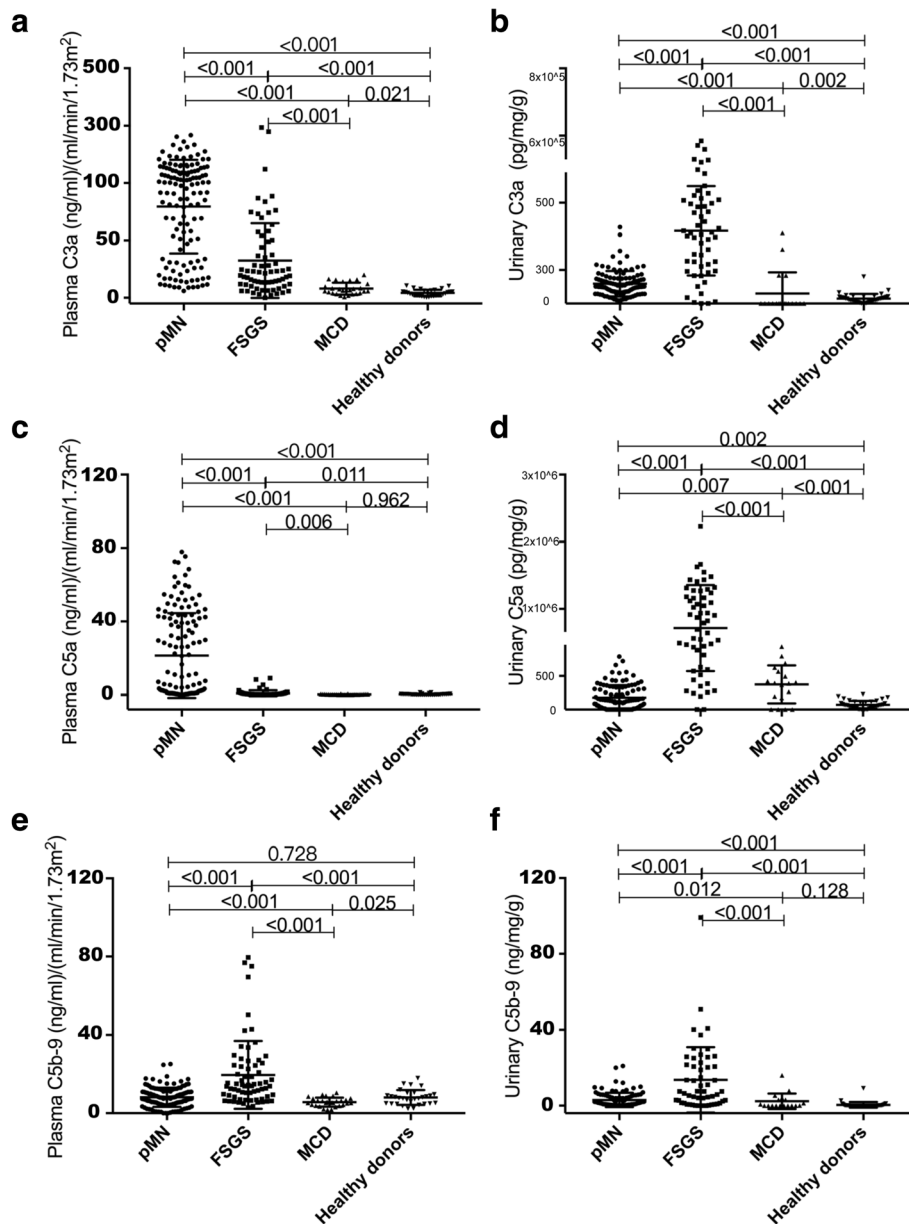 a
Plasma C3a (ng/ml)/(ml/min/1.73m²)
500
300
100
50
0
<0.001
<0.001 <0.001
<0.001 0.021
<0.001
pMN FSGS MCD Healthy donors
b
Urinary C3a (pg/mg/g)
8x10^5
6x10^5
500
300
0
<0.001
<0.001 <0.001
<0.001 0.002
<0.001
pMN FSGS MCD Healthy donors
c
Plasma C5a (ng/ml)/(ml/min/1.73m²)
120
80
40
0
<0.001
<0.001 0.011
<0.001 0.962
0.006
pMN FSGS MCD Healthy donors
d
Urinary C5a (pg/mg/g)
3x10^6
2x10^6
1x10^6
500
0
0.002
<0.001 <0.001
0.007 <0.001
<0.001
pMN FSGS MCD Healthy donors
e
Plasma C5b-9 (ng/ml)/(ml/min/1.73m²)
120
80
40
0
0.728
<0.001 <0.001
<0.001 0.025
<0.001
pMN FSGS MCD Healthy donors
f
Urinary C5b-9 (ng/mg/g)
120
80
40
0
<0.001
<0.001 <0.001
0.012 0.128
<0.001
pMN FSGS MCD Healthy donors